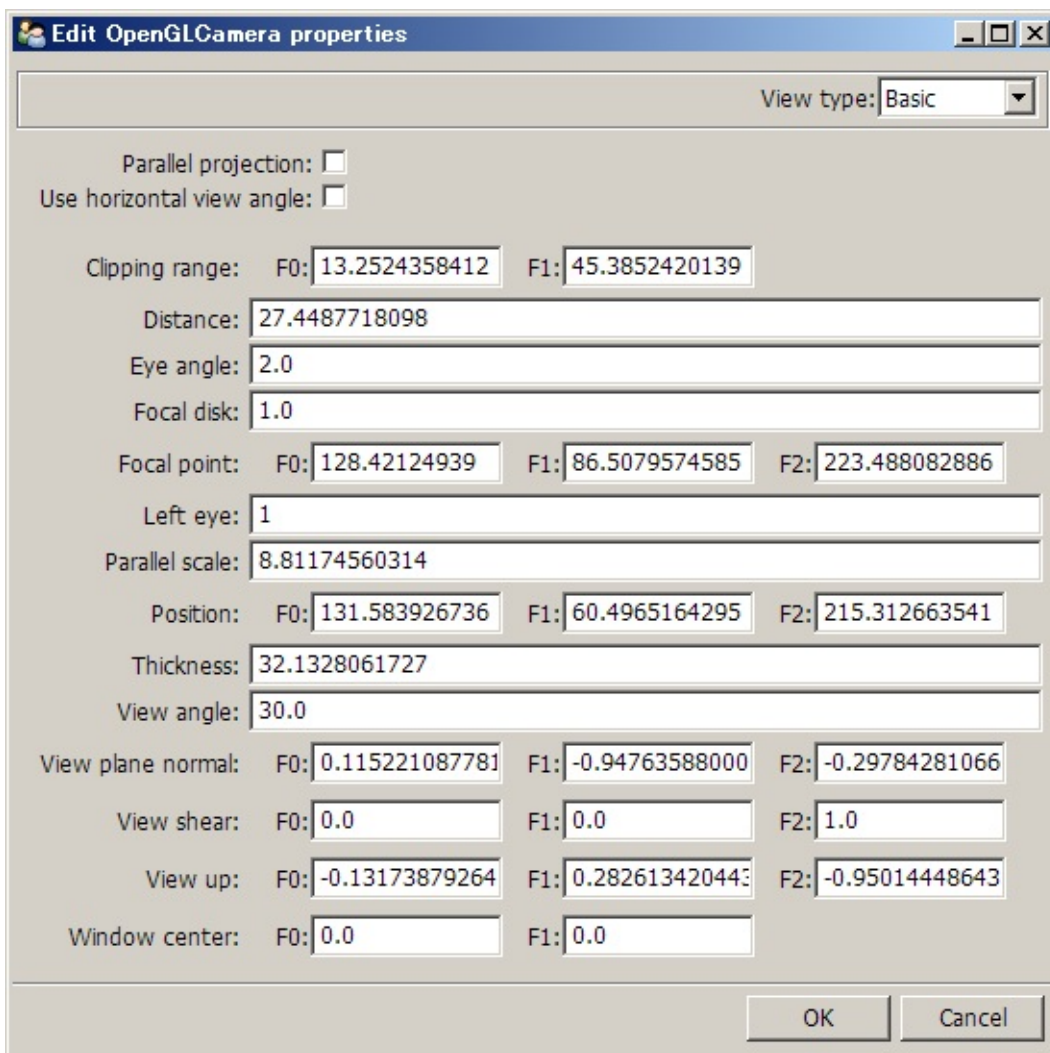 Edit OpenGLCamera properties
View type: Basic
Parallel projection:
Use horizontal view angle:
Clipping range: F0: 13.2524358412 F1: 45.3852420139
Distance: 27.4487718098
Eye angle: 2.0
Focal disk: 1.0
Focal point: F0: 128.42124939 F1: 86.5079574585 F2: 223.488082886
Left eye: 1
Parallel scale: 8.81174560314
Position: F0: 131.583926736 F1: 60.4965164295 F2: 215.312663541
Thickness: 32.1328061727
View angle: 30.0
View plane normal: F0: 0.115221087781 F1: -0.94763588000 F2: -0.29784281066
View shear: F0: 0.0 F1: 0.0 F2: 1.0
View up: F0: -0.13173879264 F1: 0.282613420443 F2: -0.95014448643
Window center: F0: 0.0 F1: 0.0
OK Cancel